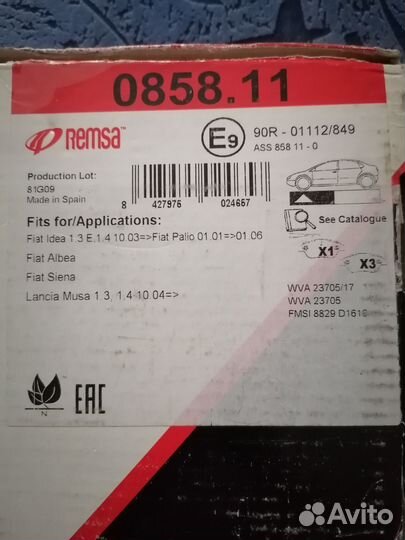 0858.11
REMSA™
E9
90R - 01112/849
ASS 858 11 - 0
Production Lot:
81G09
Made in Spain
8 427976 024667
See Catalogue
Fits for/Applications:
Fiat Idea 1.3 E.1.4 10.03=>Fiat Palio 01.01=>01.06
Fiat Albea
Fiat Siena
Lancia Musa 1.3, 1.4 10.04=>
X1
X3
WVA 23705/17
WVA 23705
FMSI 8829 D1618
N
EAC
Avito